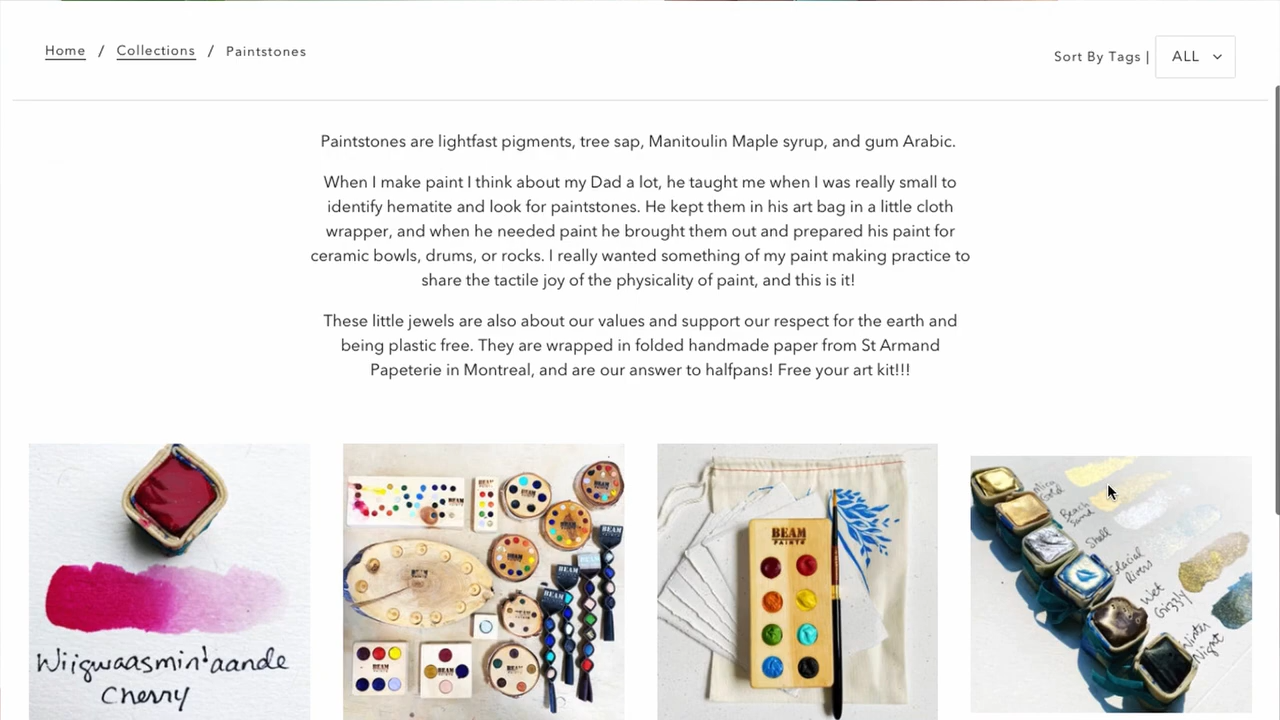 Home / Collections / Paintstones
Sort By Tags | ALL
Paintstones are lightfast pigments, tree sap, Manitoulin Maple syrup, and gum Arabic.
When I make paint I think about my Dad a lot, he taught me when I was really small to
identify hematite and look for paintstones. He kept them in his art bag in a little cloth
wrapper, and when he needed paint he brought them out and prepared his paint for
ceramic bowls, drums, or rocks. I really wanted something of my paint making practice to
share the tactile joy of the physicality of paint, and this is it!
These little jewels are also about our values and support our respect for the earth and
being plastic free. They are wrapped in folded handmade paper from St Armand
Papeterie in Montreal, and are our answer to halfpans! Free your art kit!!!
Wiigwaasmin'aande
Cherry
BEAM
PAINTS
Mica
Gold
Beach
Sand
Shell
Glacial
Rivers
Wet
Grizzly
Winter
Night